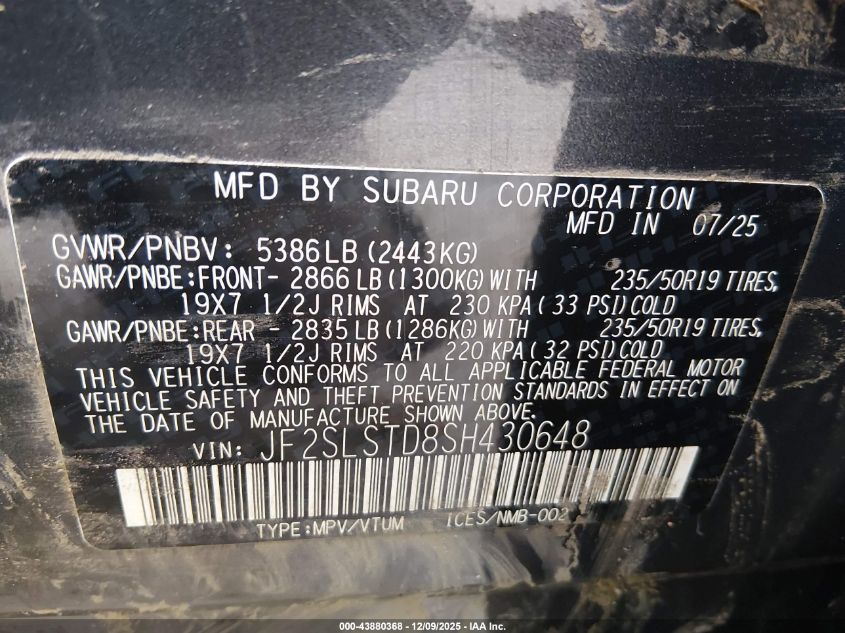 MFD BY SUBARU CORPORATION
MFD IN 07/25
GVWR/PNBV: 5386LB (2443KG)
GAWR/PNBE:FRONT- 2866 LB (1300KG) WITH 235/50R19 TIRES,
19X7 1/2J RIMS AT 230 KPA ( 33 PSI) COLD
GAWR/PNBE:REAR - 2835 LB (1286KG) WITH 235/50R19 TIRES,
19X7 1/2J RIMS AT 220 KPA ( 32 PSI) COLD
THIS VEHICLE CONFORMS TO ALL APPLICABLE FEDERAL MOTOR
VEHICLE SAFETY AND THEFT PREVENTION STANDARDS IN EFFECT ON
THE DATE OF MANUFACTURE SHOWN ABOVE.
VIN: JF2SLSTD8SH430648
TYPE:MPV/VTUM ICES/NMB-002
000-43880368 - 12/09/2025 - IAA Inc.